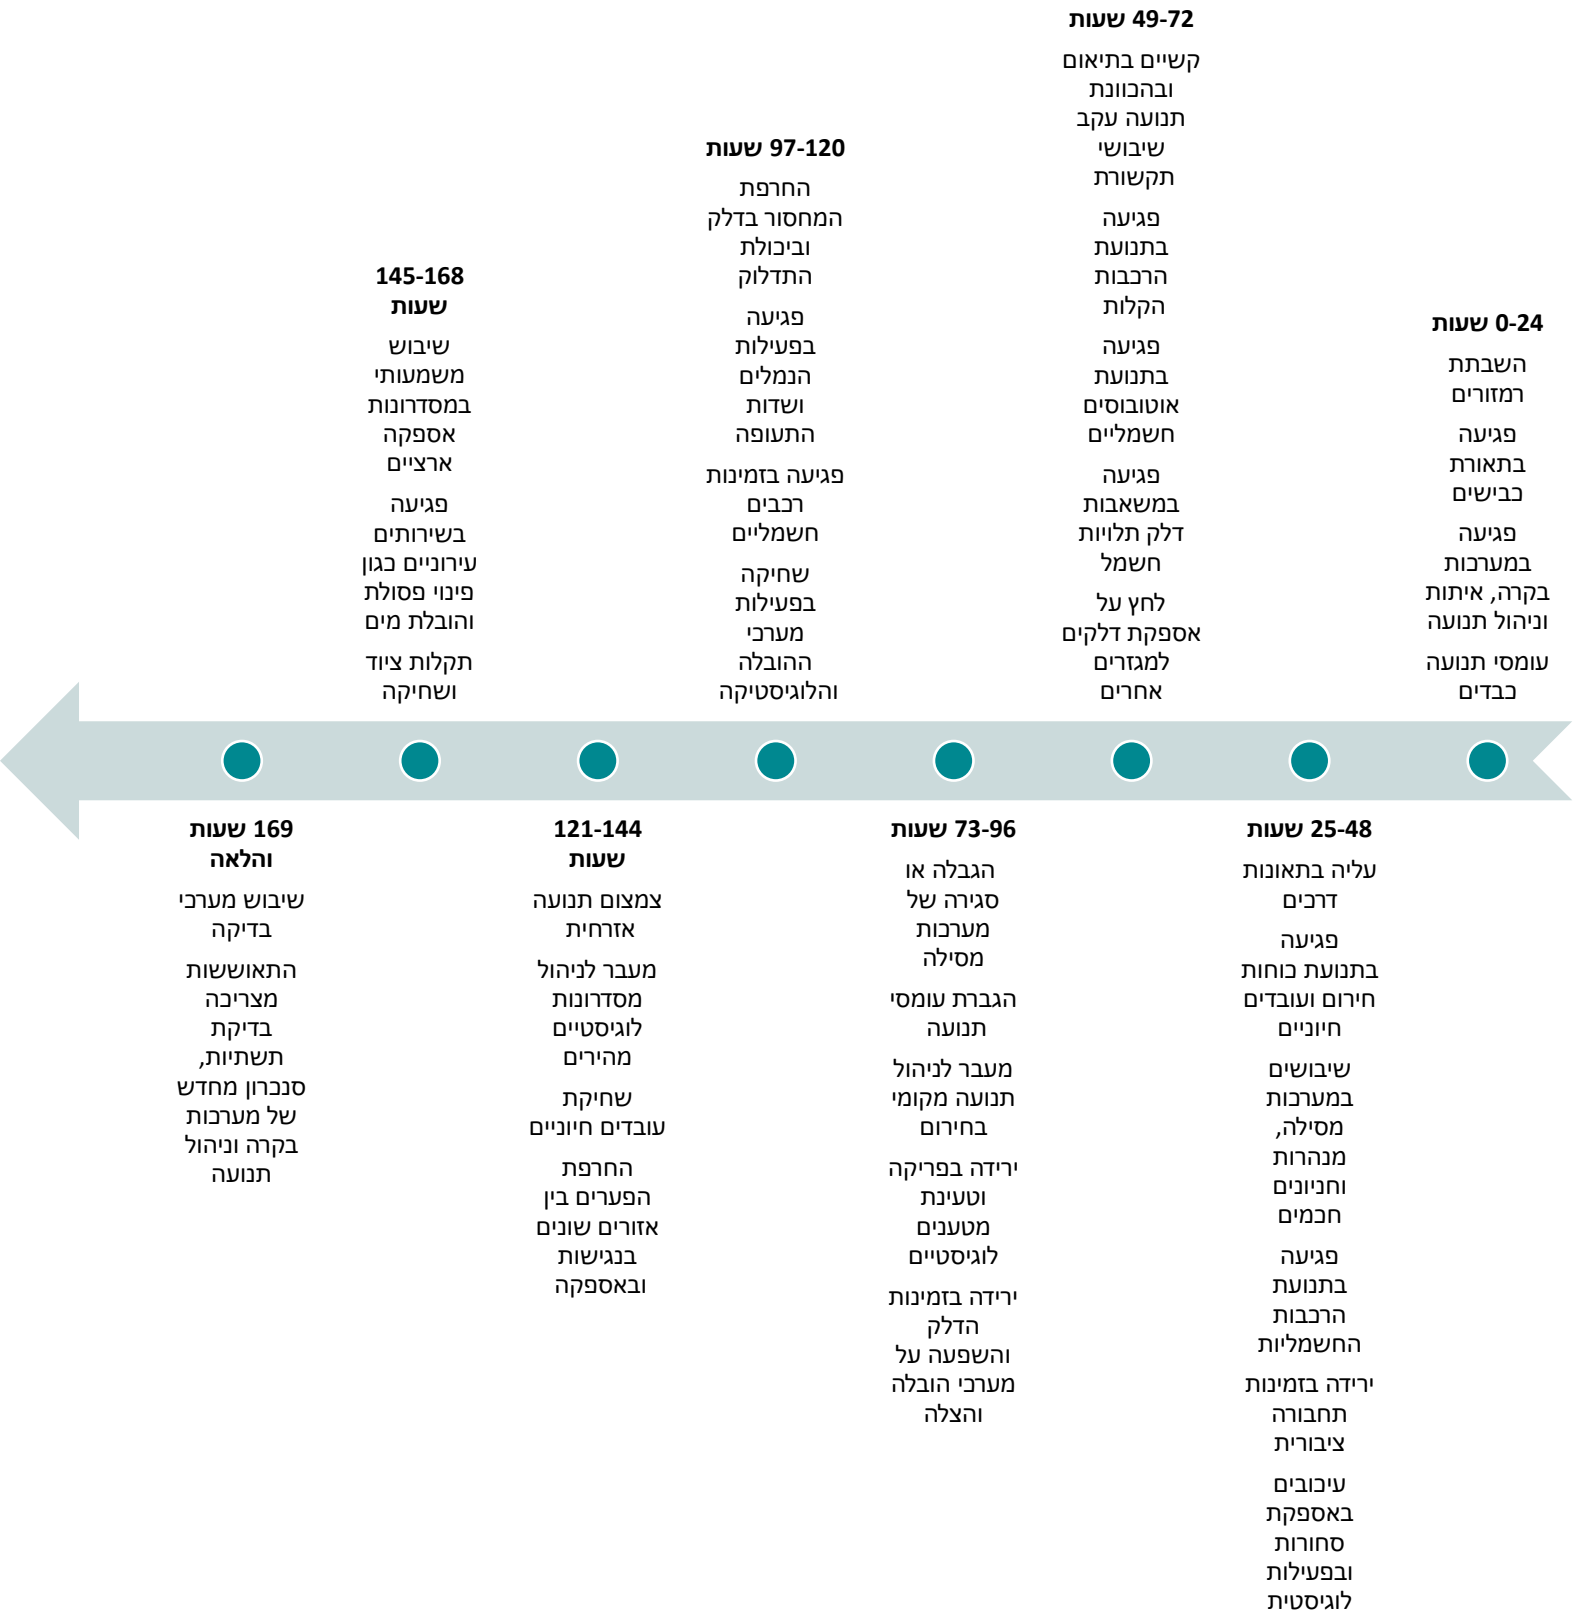 0-24 שעות
השבתת
רמזורים
פגיעה
בתאורת
כבישים
פגיעה
במערכות
בקרה, איתות
וניהול תנועה
עומסי תנועה
כבדים
25-48 שעות
עליה בתאונות
דרכים
פגיעה
בתנועת כוחות
חירום ועובדים
חיוניים
שיבושים
במערכות
מסילה,
מנהרות
וחניונים
חכמים
פגיעה
בתנועת
הרכבות
החשמליות
ירידה בזמינות
תחבורה
ציבורית
עיכובים
באספקת
סחורות
ובפעילות
לוגיסטית
49-72 שעות
קשיים בתיאום
ובהכוונת
תנועה עקב
שיבושי
תקשורת
פגיעה
בתנועת
הרכבות
הקלות
פגיעה
בתנועת
אוטובוסים
חשמליים
פגיעה
במשאבות
דלק תלויות
חשמל
לחץ על
אספקת דלקים
למגזרים
אחרים
73-96 שעות
הגבלה או
סגירה של
מערכות
מסילה
הגברת עומסי
תנועה
מעבר לניהול
תנועה מקומי
בחירום
ירידה בפריקה
וטעינת
מטענים
לוגיסטיים
ירידה בזמינות
הדלק
והשפעה על
מערכי הובלה
והצלה
97-120 שעות
החרפת
המחסור בדלק
וביכולת
התדלוק
פגיעה
בפעילות
הנמלים
ושדות
התעופה
פגיעה בזמינות
רכבים
חשמליים
שחיקה
בפעילות
מערכי
ההובלה
והלוגיסטיקה
121-144
שעות
צמצום תנועה
אזרחית
מעבר לניהול
מסדרונות
לוגיסטיים
מהירים
שחיקת
עובדים חיוניים
החרפת
הפערים בין
אזורים שונים
בנגישות
ובאספקה
145-168
שעות
שיבוש
משמעותי
במסדרונות
אספקה
ארציים
פגיעה
בשירותים
עירוניים כגון
פינוי פסולת
והובלת מים
תקלות ציוד
ושחיקה
169 שעות
והלאה
שיבוש מערכי
בדיקה
התאוששות
מצריכה
בדיקת
תשתיות,
סנכרון מחדש
של מערכות
בקרה וניהול
תנועה